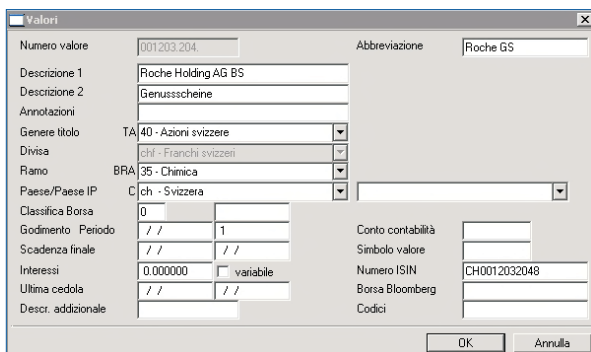 Valori
Numero valore 001203.204. Abbreviazione Roche GS
Descrizione 1 Roche Holding AG BS
Descrizione 2 Genussscheine
Annotazioni
Genere titolo TA 40 - Azioni svizzere
Divisa chf - Franchi svizzeri
Ramo BRA 35 - Chimica
Paese/Paese IP C ch - Svizzera
Classifica Borsa 0
Godimento Periodo / / 1 Conto contabilità
Scadenza finale / / / / Simbolo valore
Interessi 0.000000 variabile Numero ISIN CH0012032048
Ultima cedola / / / / Borsa Bloomberg
Descr. addizionale Codici
OK Annulla